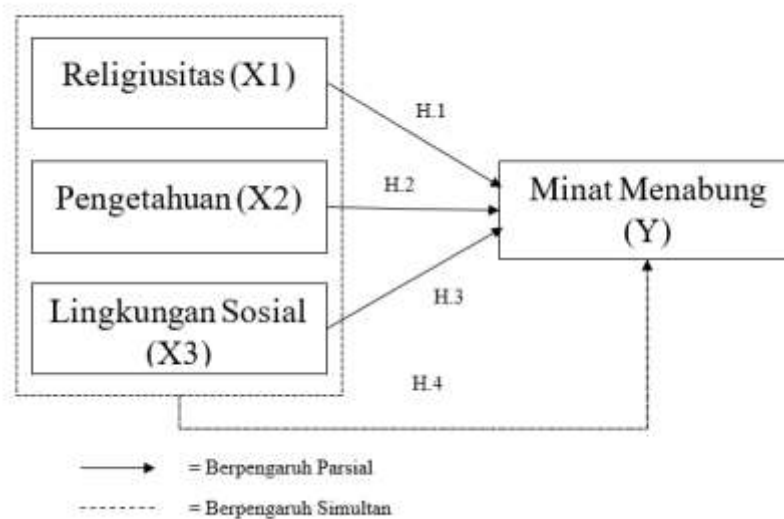 Religiusitas (X1)
H.1
Pengetahuan (X2)
H.2
Minat Menabung
(Y)
Lingkungan Sosial
(X3)
H.3
H.4
= Berpengaruh Parsial
= Berpengaruh Simultan